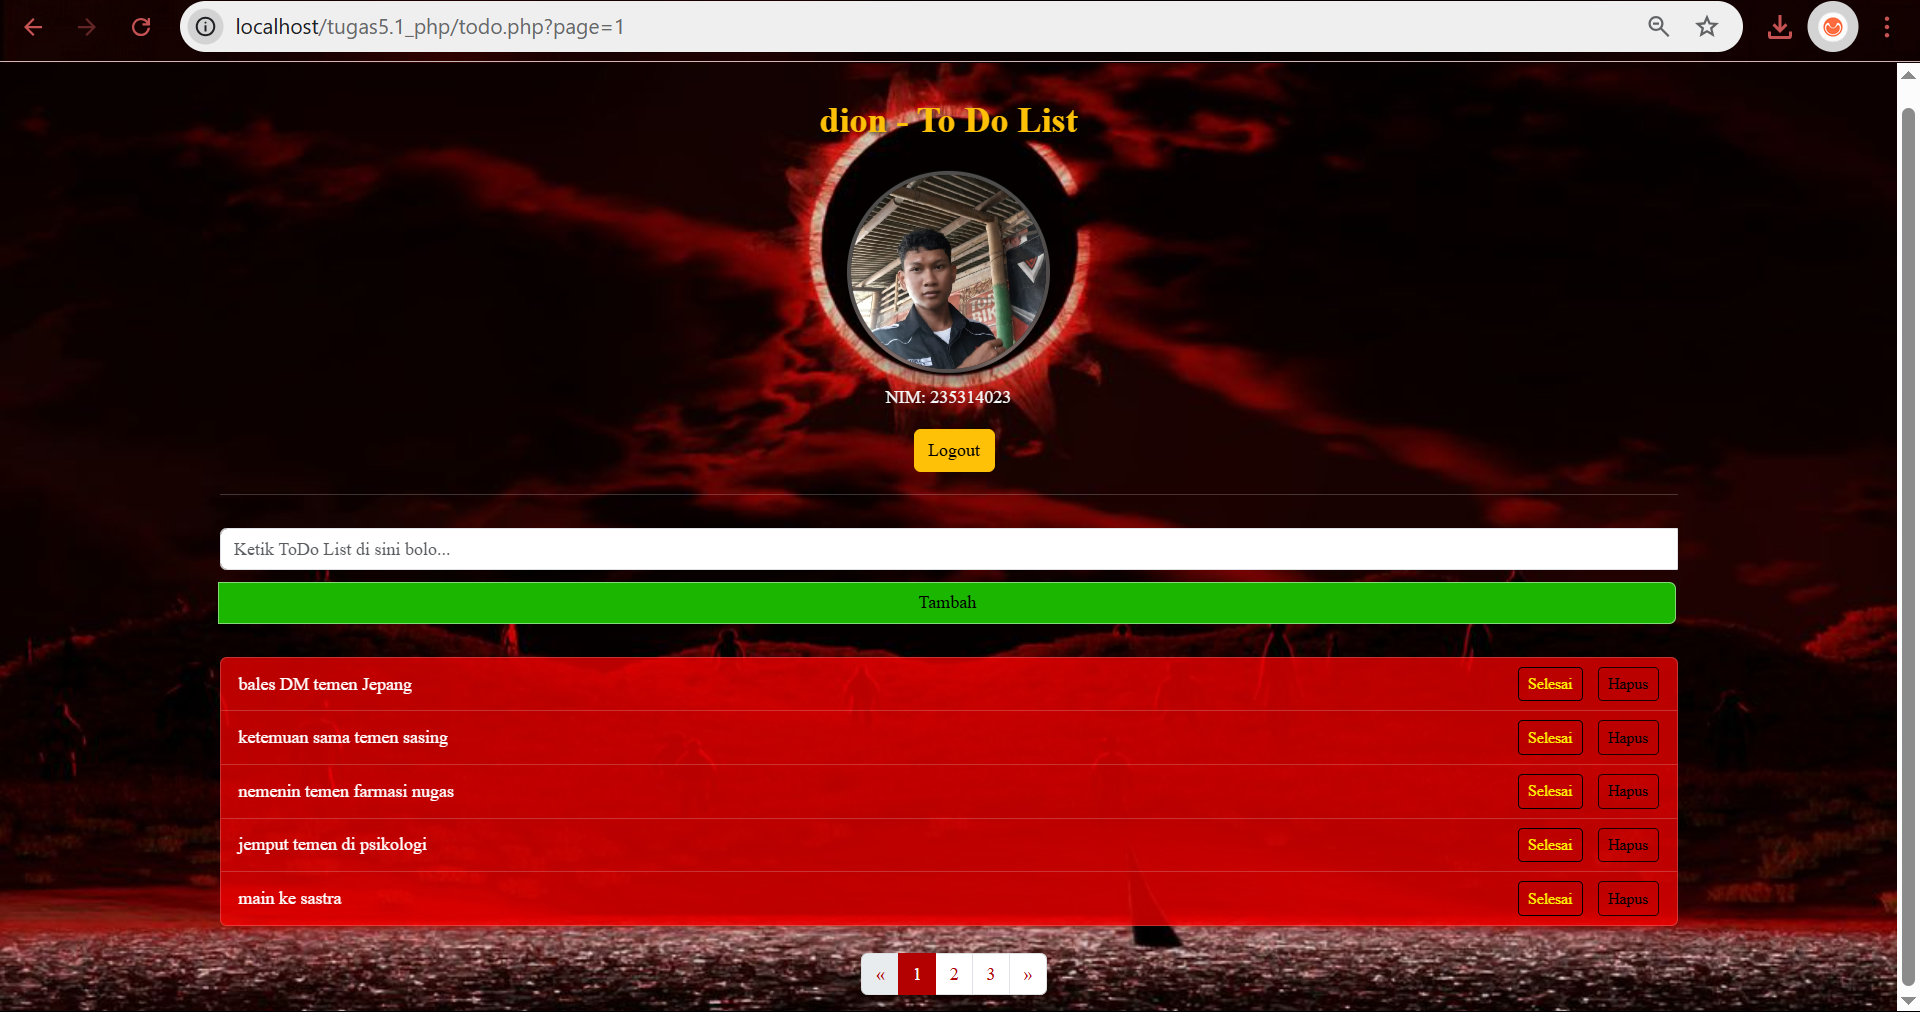 localhost/tugas5.1_php/todo.php?page=1
dion - To Do List
NIM: 235314023
Logout
Ketik ToDo List di sini bolo...
Tambah
bales DM temen Jepang Selesai Hapus
ketemuan sama temen sasing Selesai Hapus
nemenin temen farmasi nugas Selesai Hapus
jemput temen di psikologi Selesai Hapus
main ke sastra Selesai Hapus
« 1 2 3 »